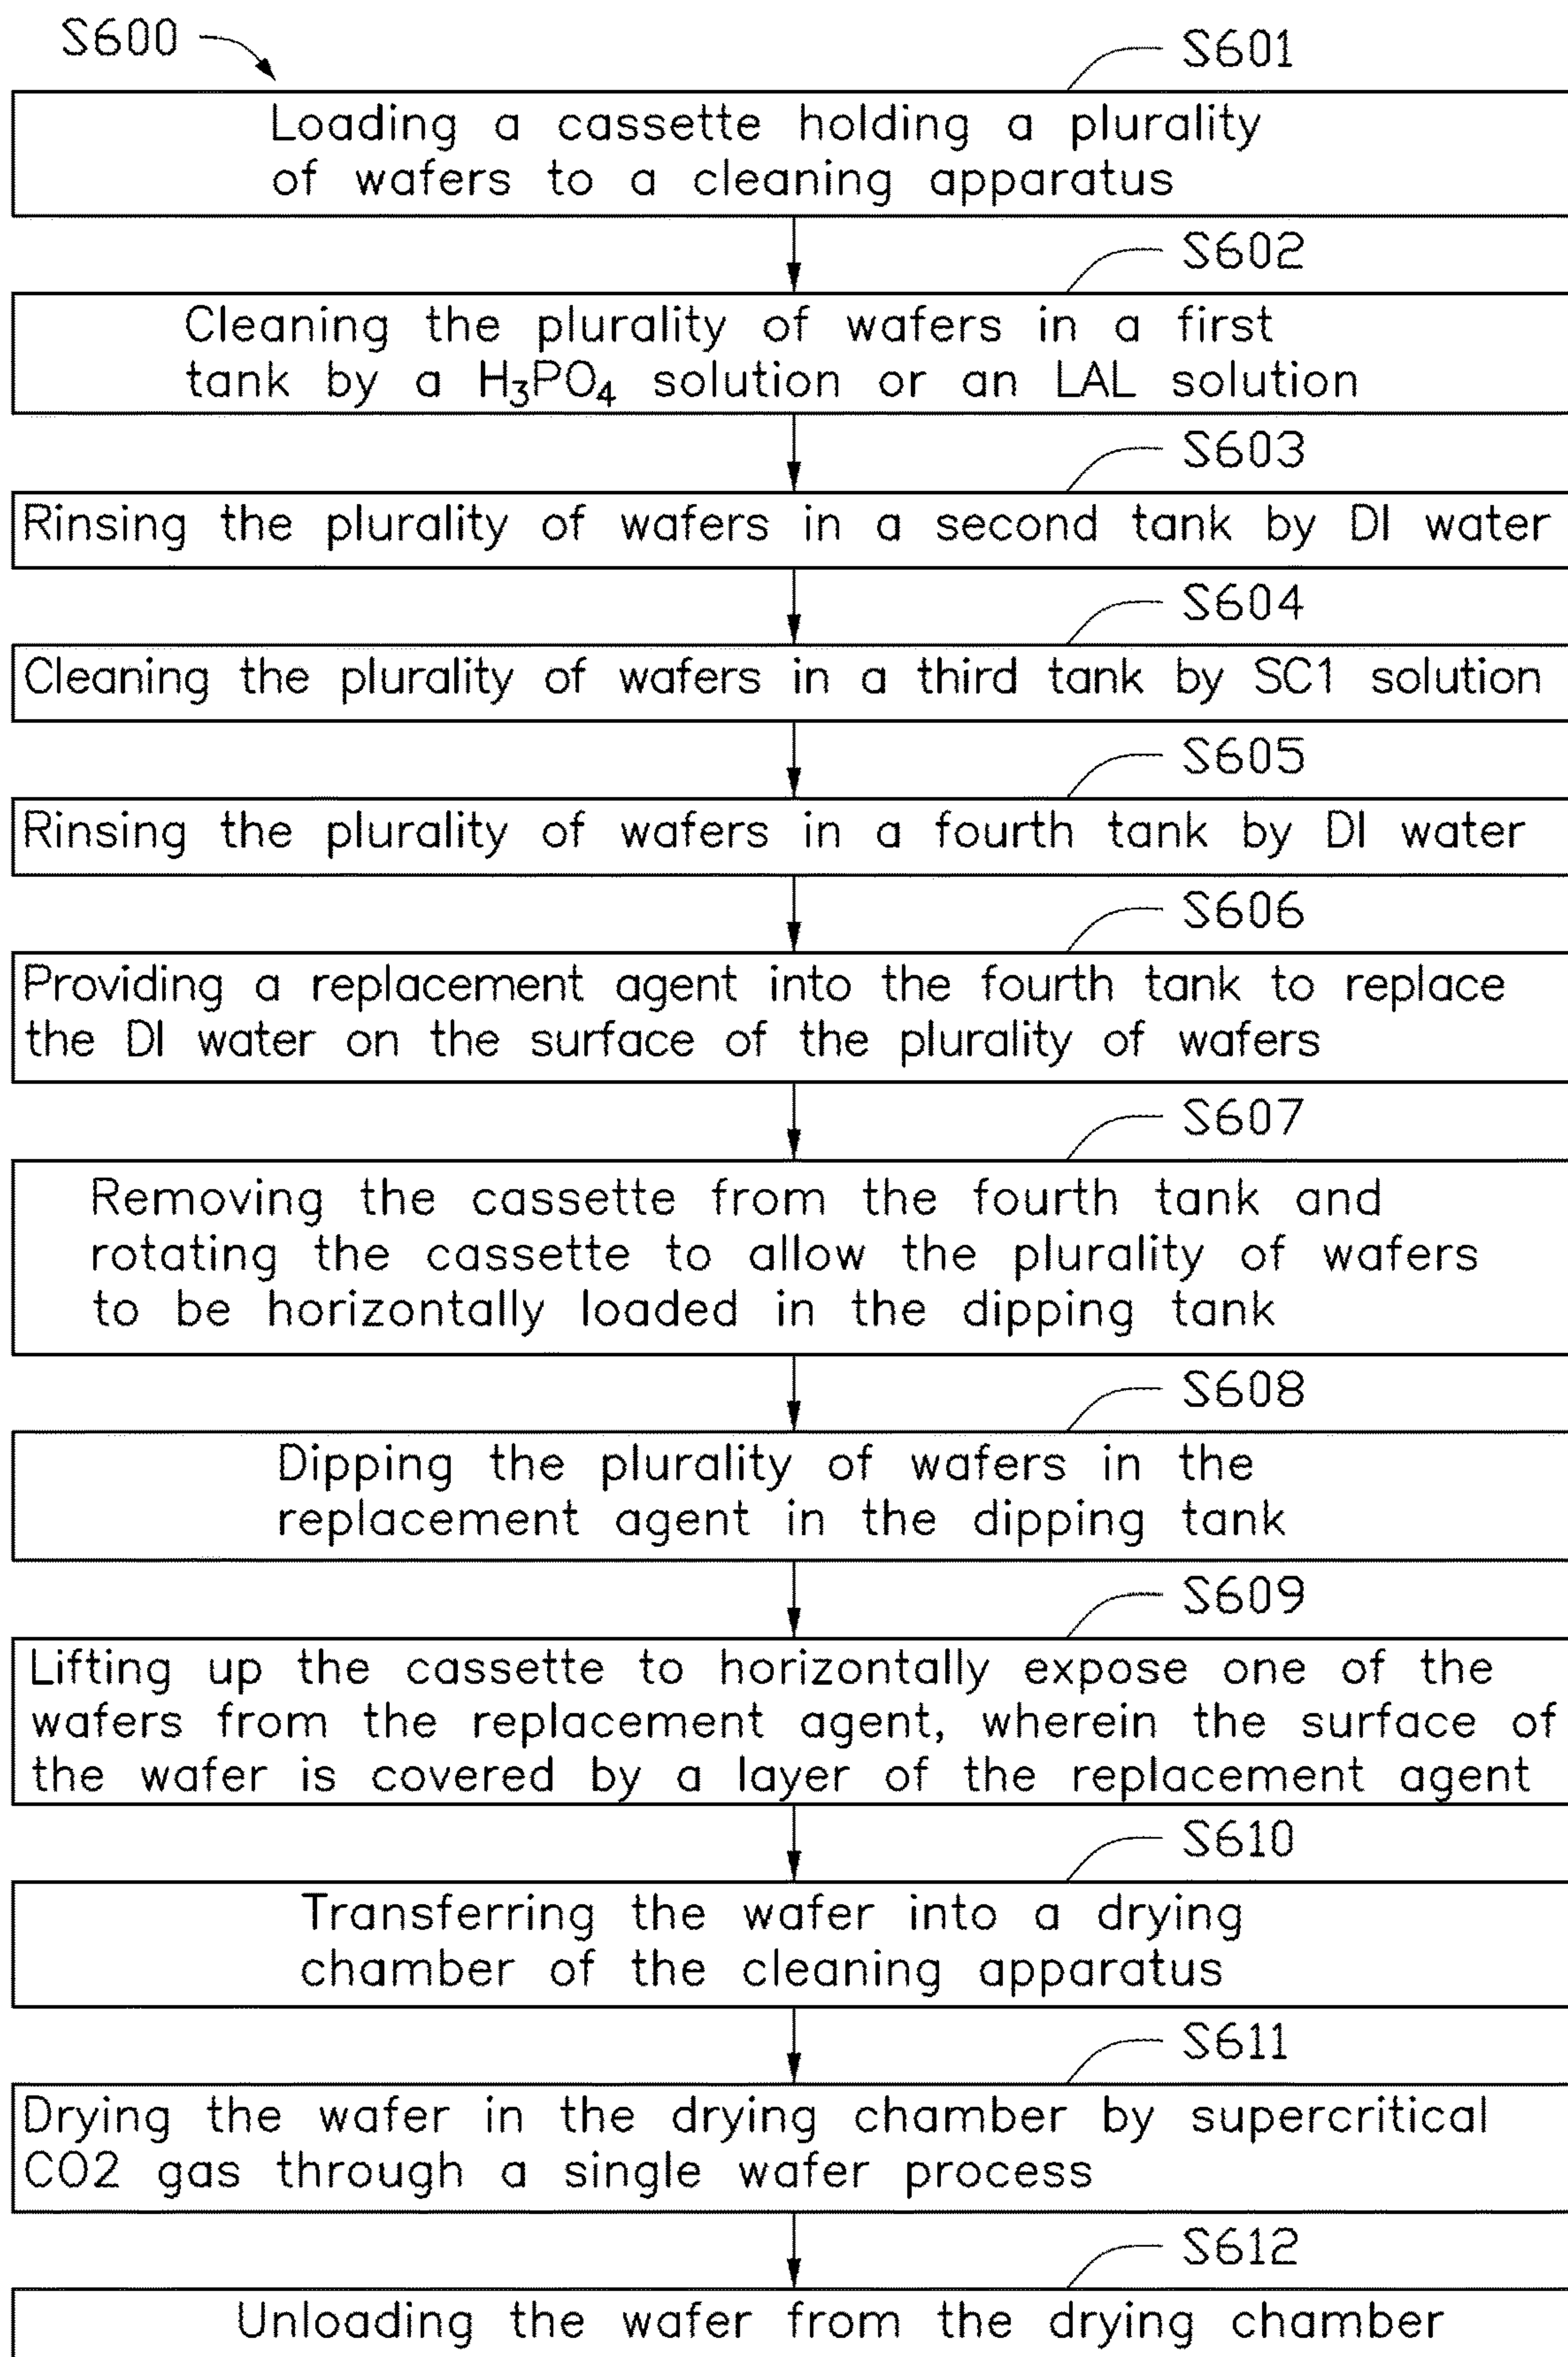 S600
S601
Loading a cassette holding a plurality
of wafers to a cleaning apparatus
S602
Cleaning the plurality of wafers in a first
tank by a H₃PO₄ solution or an LAL solution
S603
Rinsing the plurality of wafers in a second tank by DI water
S604
Cleaning the plurality of wafers in a third tank by SC1 solution
S605
Rinsing the plurality of wafers in a fourth tank by DI water
S606
Providing a replacement agent into the fourth tank to replace
the DI water on the surface of the plurality of wafers
S607
Removing the cassette from the fourth tank and
rotating the cassette to allow the plurality of wafers
to be horizontally loaded in the dipping tank
S608
Dipping the plurality of wafers in the
replacement agent in the dipping tank
S609
Lifting up the cassette to horizontally expose one of the
wafers from the replacement agent, wherein the surface of
the wafer is covered by a layer of the replacement agent
S610
Transferring the wafer into a drying
chamber of the cleaning apparatus
S611
Drying the wafer in the drying chamber by supercritical
CO2 gas through a single wafer process
S612
Unloading the wafer from the drying chamber